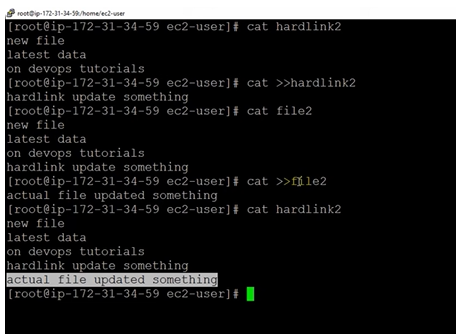 root@ip-172-31-34-59:/home/ec2-user
[root@ip-172-31-34-59 ec2-user]# cat hardlink2
new file
latest data
on devops tutorials
[root@ip-172-31-34-59 ec2-user]# cat >>hardlink2
hardlink update something
[root@ip-172-31-34-59 ec2-user]# cat file2
new file
latest data
on devops tutorials
hardlink update something
[root@ip-172-31-34-59 ec2-user]# cat >>file2
actual file updated something
[root@ip-172-31-34-59 ec2-user]# cat hardlink2
new file
latest data
on devops tutorials
hardlink update something
actual file updated something
[root@ip-172-31-34-59 ec2-user]#